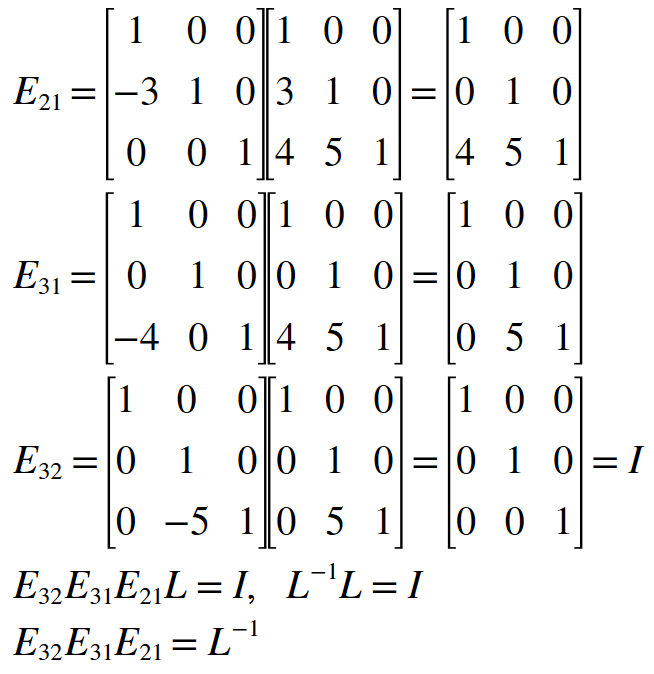 E₂₁ = [1 0 0; −3 1 0; 0 0 1][1 0 0; 3 1 0; 4 5 1] = [1 0 0; 0 1 0; 4 5 1]
E₃₁ = [1 0 0; 0 1 0; −4 0 1][1 0 0; 0 1 0; 4 5 1] = [1 0 0; 0 1 0; 0 5 1]
E₃₂ = [1 0 0; 0 1 0; 0 −5 1][1 0 0; 0 1 0; 0 5 1] = [1 0 0; 0 1 0; 0 0 1] = I
E₃₂E₃₁E₂₁L = I, L⁻¹L = I
E₃₂E₃₁E₂₁ = L⁻¹